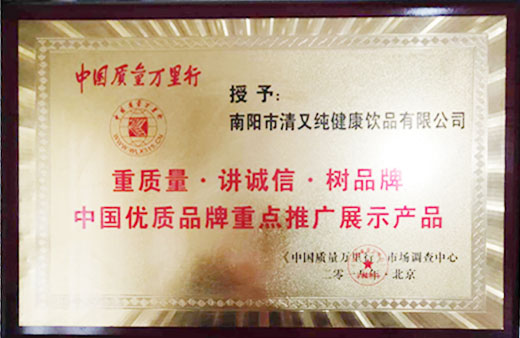 中国质量万里行
授予:
南阳市清又纯健康饮品有限公司
WWW.WLX315.CN
重质量·讲诚信·树品牌
中国优质品牌重点推广展示产品
《中国质量万里行》市场调查中心
·北京